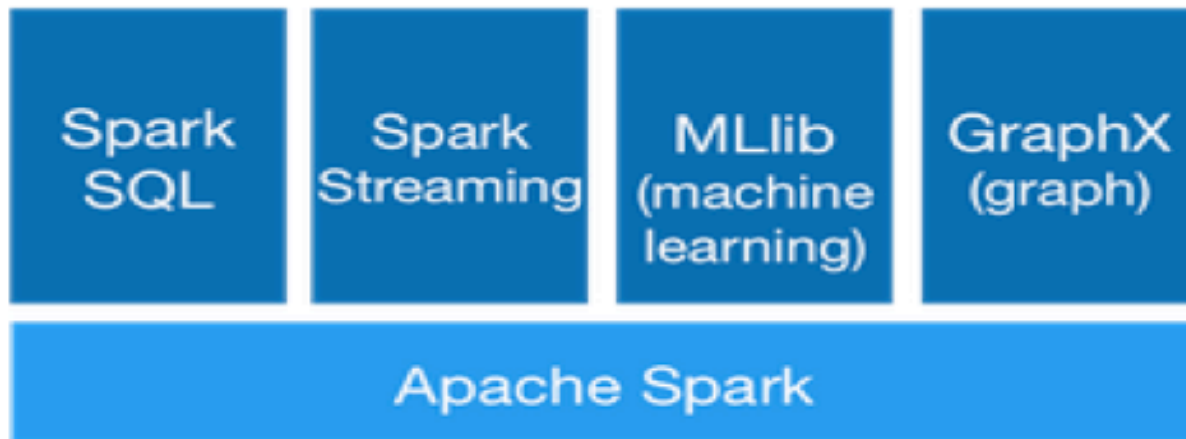 Spark
SQL
Spark
Streaming
MLlib
(machine
learning)
GraphX
(graph)
Apache Spark